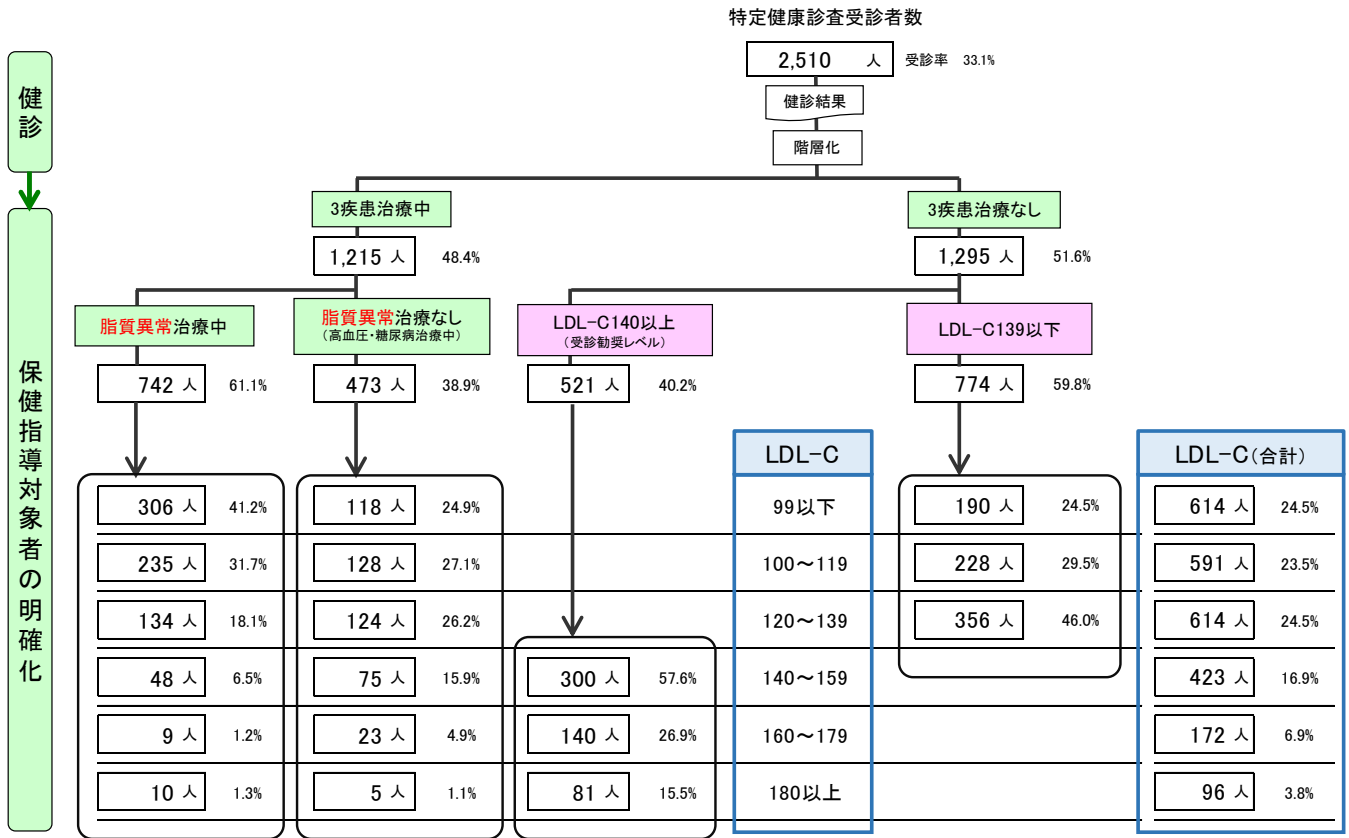 特定健康診査受診者数
2,510 人 受診率 33.1%
健診
健診結果
階層化
3疾患治療中 3疾患治療なし
1,215 人 48.4% 1,295 人 51.6%
保健指導対象者の明確化
脂質異常治療中 脂質異常治療なし LDL-C140以上 LDL-C139以下
(高血圧・糖尿病治療中) (受診勧奨レベル)
742 人 61.1% 473 人 38.9% 521 人 40.2% 774 人 59.8%
LDL-C LDL-C(合計)
306 人 41.2% 118 人 24.9% 99以下 190 人 24.5% 614 人 24.5%
235 人 31.7% 128 人 27.1% 100～119 228 人 29.5% 591 人 23.5%
134 人 18.1% 124 人 26.2% 120～139 356 人 46.0% 614 人 24.5%
48 人 6.5% 75 人 15.9% 300 人 57.6% 140～159 423 人 16.9%
9 人 1.2% 23 人 4.9% 140 人 26.9% 160～179 172 人 6.9%
10 人 1.3% 5 人 1.1% 81 人 15.5% 180以上 96 人 3.8%